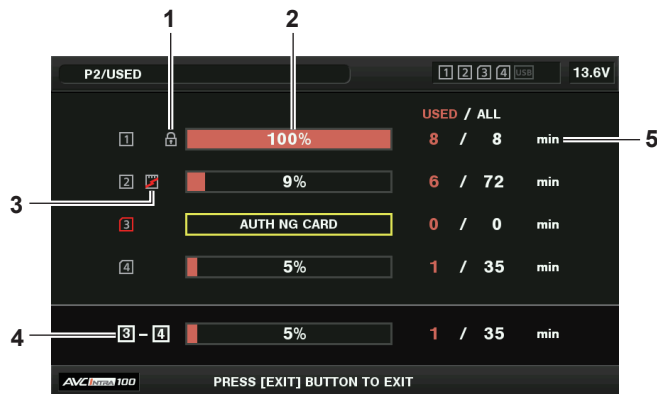 1 2
P2/USED 1 2 3 4 USB 13.6V
USED / ALL
1 100% 8 / 8 min 5
2 9% 6 / 72 min
3
3 AUTH NG CARD 0 / 0 min
4 5% 1 / 35 min
4 3 – 4 5% 1 / 35 min
AVC INTRA 100 PRESS [EXIT] BUTTON TO EXIT